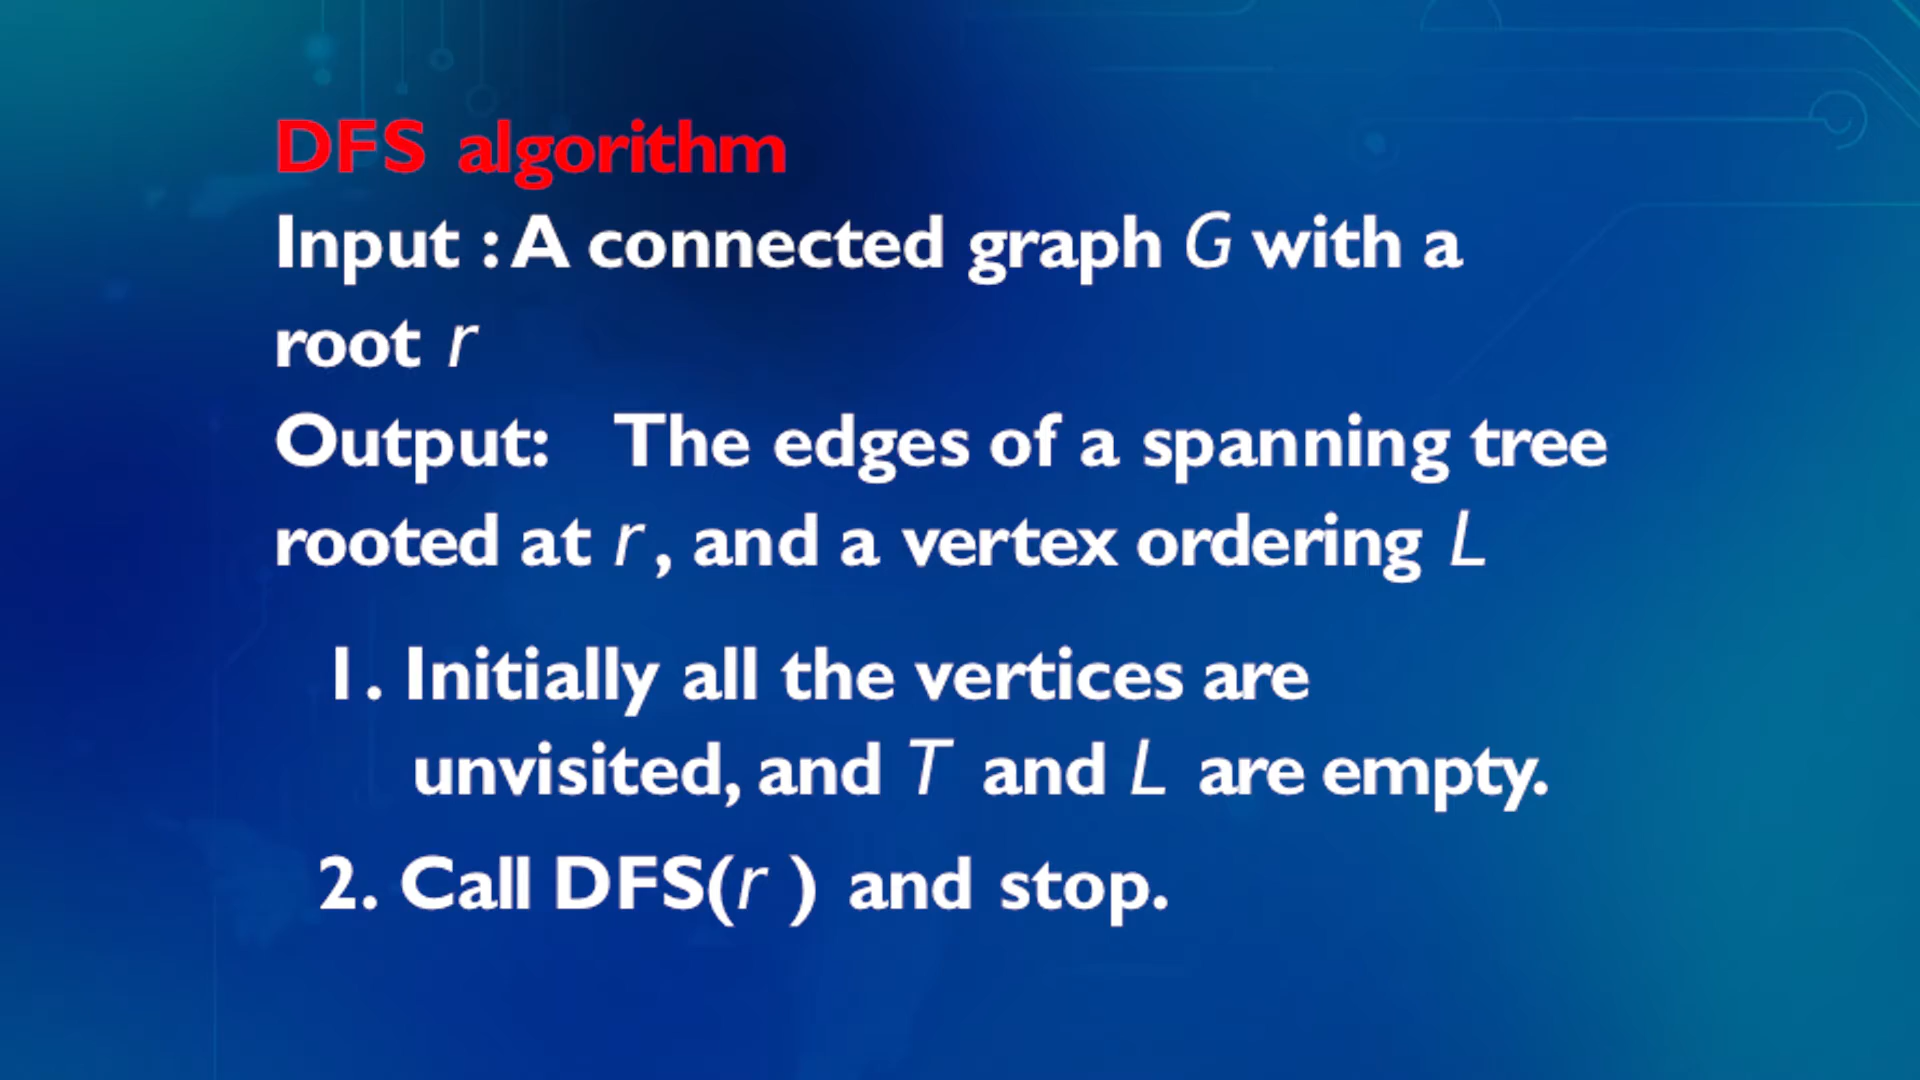 DFS algorithm
Input : A connected graph G with a
root r
Output: The edges of a spanning tree
rooted at r , and a vertex ordering L
1. Initially all the vertices are
unvisited, and T and L are empty.
2. Call DFS(r ) and stop.